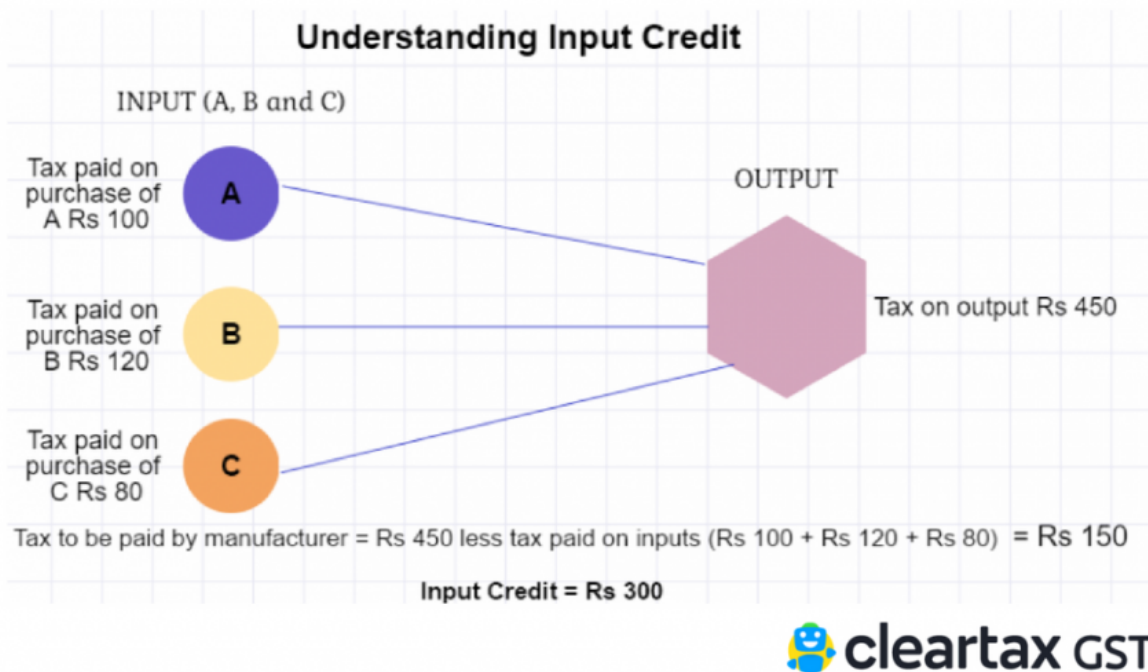 Understanding Input Credit
INPUT (A, B and C)
Tax paid on
purchase of
A Rs 100
A
OUTPUT
Tax paid on
purchase of
B Rs 120
B
Tax on output Rs 450
Tax paid on
purchase of
C Rs 80
C
Tax to be paid by manufacturer = Rs 450 less tax paid on inputs (Rs 100 + Rs 120 + Rs 80) = Rs 150
Input Credit = Rs 300
cleartax GST